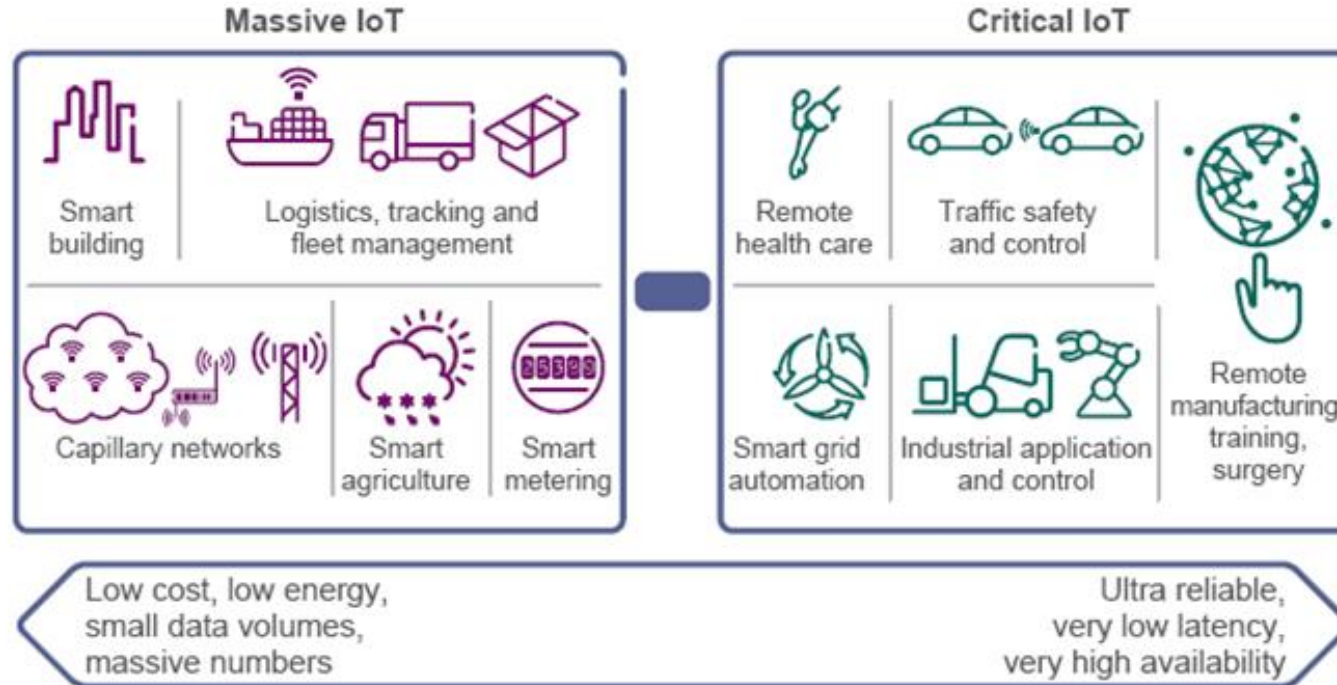 Massive IoT
Critical IoT
Smart
building
Logistics, tracking and
fleet management
Capillary networks
Smart
agriculture
Smart
metering
Remote
health care
Traffic safety
and control
Smart grid
automation
Industrial application
and control
Remote
manufacturing,
training,
surgery
Low cost, low energy,
small data volumes,
massive numbers
Ultra reliable,
very low latency,
very high availability